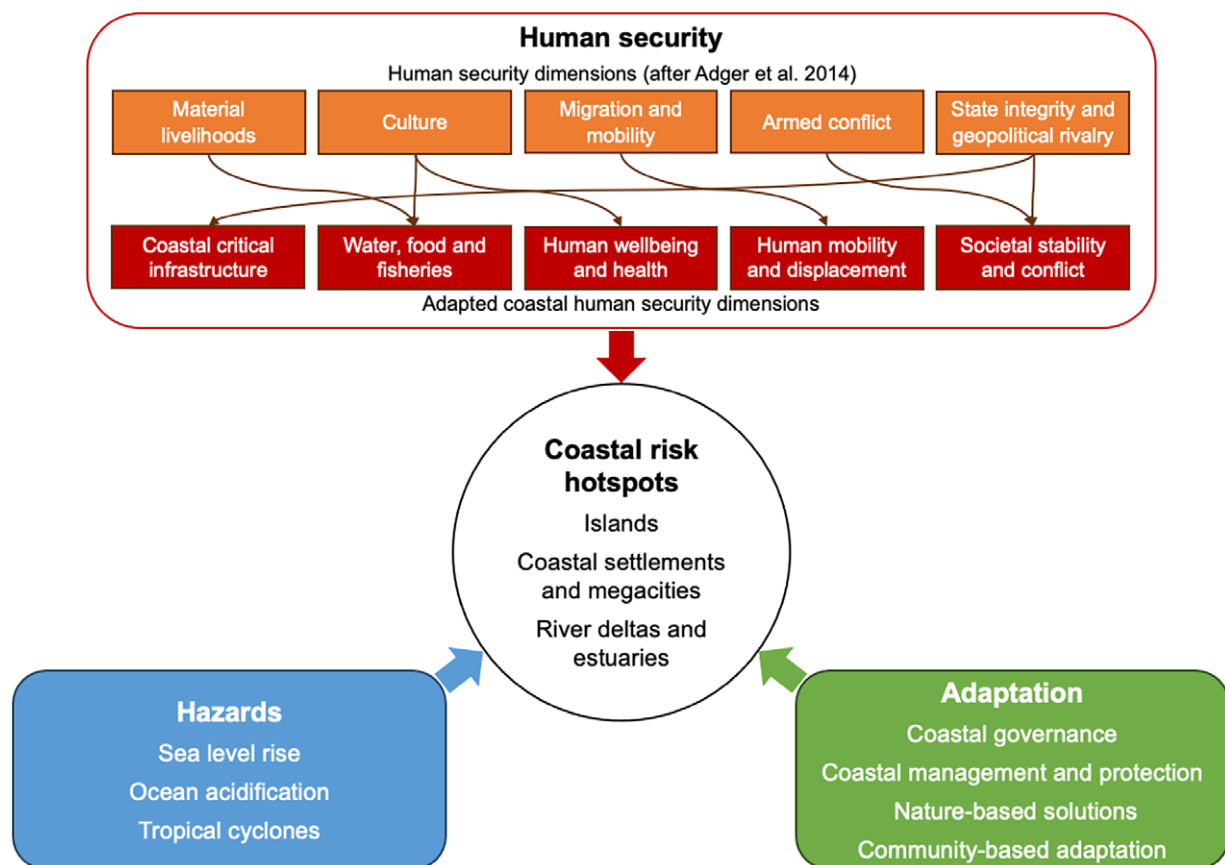 Human security
Human security dimensions (after Adger et al. 2014)
Material
livelihoods
Culture
Migration and
mobility
Armed conflict
State integrity and
geopolitical rivalry
Coastal critical
infrastructure
Water, food and
fisheries
Human wellbeing
and health
Human mobility
and displacement
Societal stability
and conflict
Adapted coastal human security dimensions
Coastal risk
hotspots
Islands
Coastal settlements
and megacities
River deltas and
estuaries
Hazards
Sea level rise
Ocean acidification
Tropical cyclones
Adaptation
Coastal governance
Coastal management and protection
Nature-based solutions
Community-based adaptation